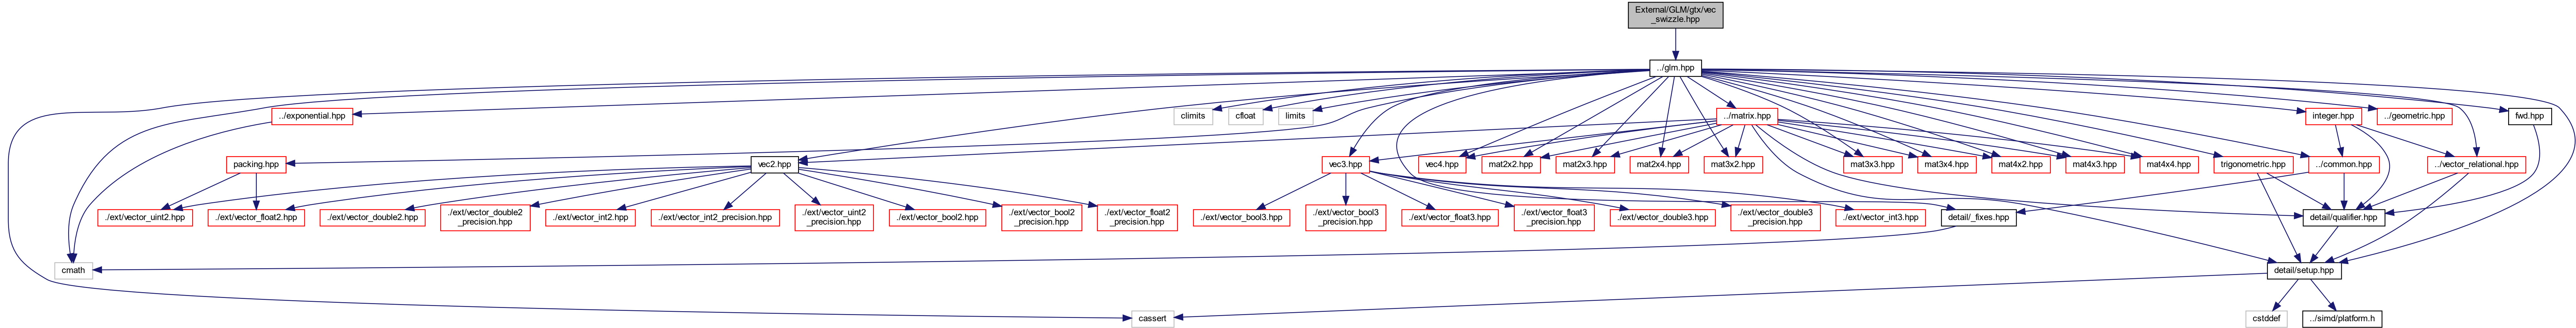 External/GLM/gtx/vec
_swizzle.hpp
../glm.hpp
../exponential.hpp
climits
cfloat
limits
../matrix.hpp
integer.hpp
../geometric.hpp
fwd.hpp
packing.hpp
vec2.hpp
vec3.hpp
vec4.hpp
mat2x2.hpp
mat2x3.hpp
mat2x4.hpp
mat3x2.hpp
mat3x3.hpp
mat3x4.hpp
mat4x2.hpp
mat4x3.hpp
mat4x4.hpp
trigonometric.hpp
../common.hpp
../vector_relational.hpp
./ext/vector_uint2.hpp
./ext/vector_float2.hpp
./ext/vector_double2.hpp
./ext/vector_double2
_precision.hpp
./ext/vector_int2.hpp
./ext/vector_int2_precision.hpp
./ext/vector_uint2
_precision.hpp
./ext/vector_bool2.hpp
./ext/vector_bool2
_precision.hpp
./ext/vector_float2
_precision.hpp
./ext/vector_bool3.hpp
./ext/vector_bool3
_precision.hpp
./ext/vector_float3.hpp
./ext/vector_float3
_precision.hpp
./ext/vector_double3.hpp
./ext/vector_double3
_precision.hpp
./ext/vector_int3.hpp
detail/_fixes.hpp
detail/qualifier.hpp
cmath
detail/setup.hpp
cassert
cstddef
../simd/platform.h